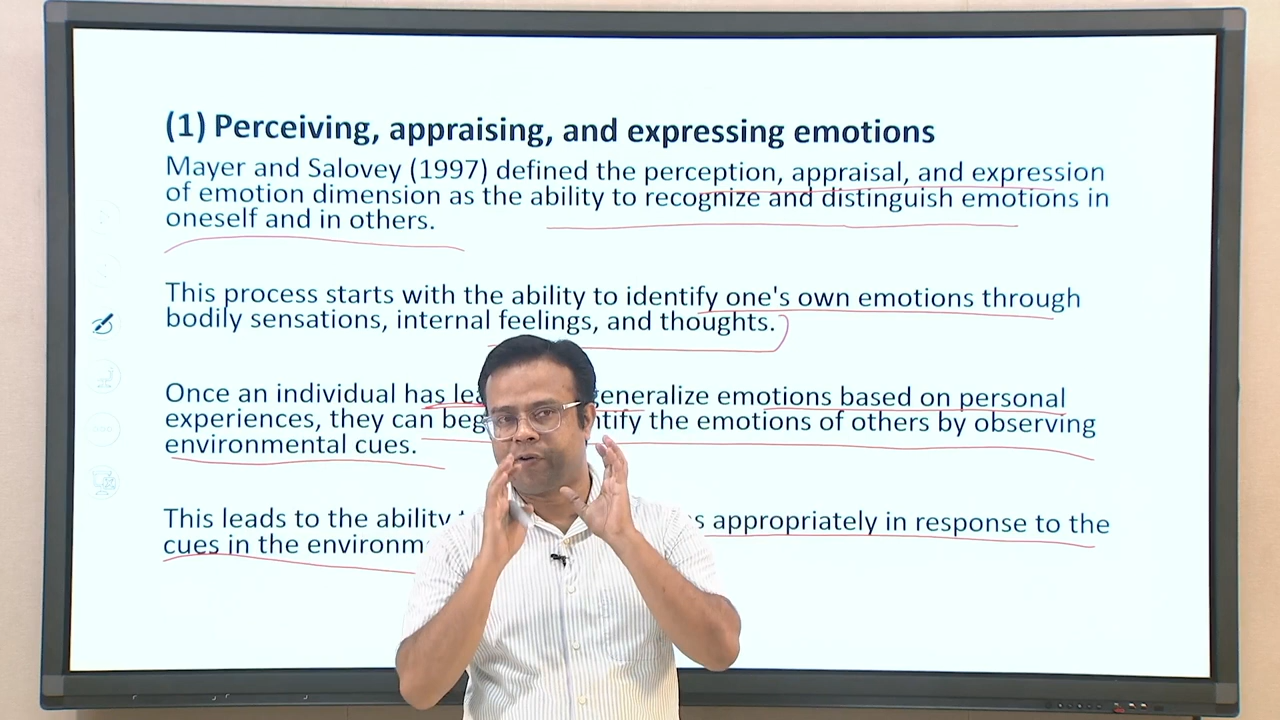 (1) Perceiving, appraising, and expressing emotions
Mayer and Salovey (1997) defined the perception, appraisal, and expression
of emotion dimension as the ability to recognize and distinguish emotions in
oneself and in others.
This process starts with the ability to identify one's own emotions through
bodily sensations, internal feelings, and thoughts.
Once an individual has generalize emotions based on personal
experiences, they can the emotions of others by observing
environmental cues.
This leads to the ability appropriately in response to the
cues in the